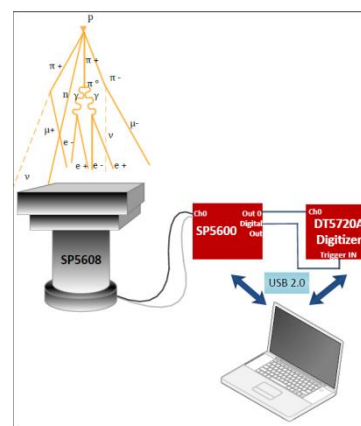 p
π + π + π -
n γ π º γ
μ+ e - ν μ-
ν e + e - e +
SP5608
Ch0 Out 0
SP5600 Digital
Out
Ch0
DT5720A
Digitizer
Trigger IN
USB 2.0